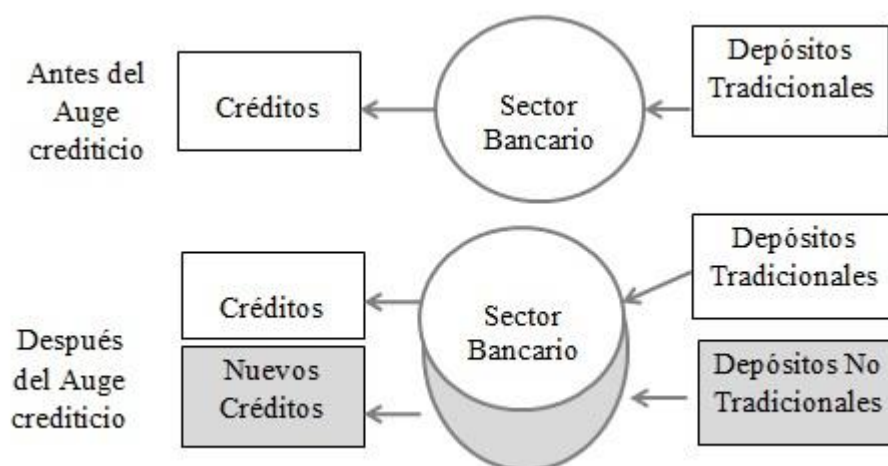 Antes del
Auge
crediticio
Créditos
Sector
Bancario
Depósitos
Tradicionales
Después
del Auge
crediticio
Créditos
Nuevos
Créditos
Sector
Bancario
Depósitos
Tradicionales
Depósitos No
Tradicionales